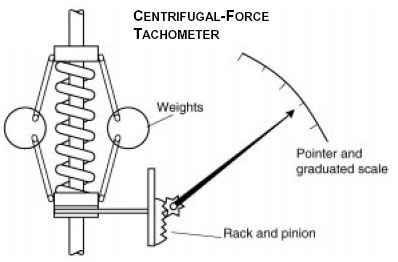 CENTRIFUGAL-FORCE
TACHOMETER
Weights
Pointer and
graduated scale
Rack and pinion